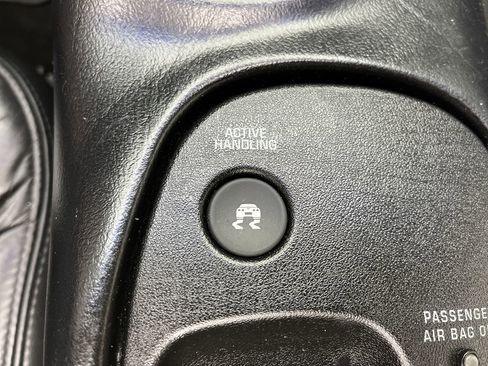 ACTIVE
HANDLING
PASSENGE
AIR BAG O